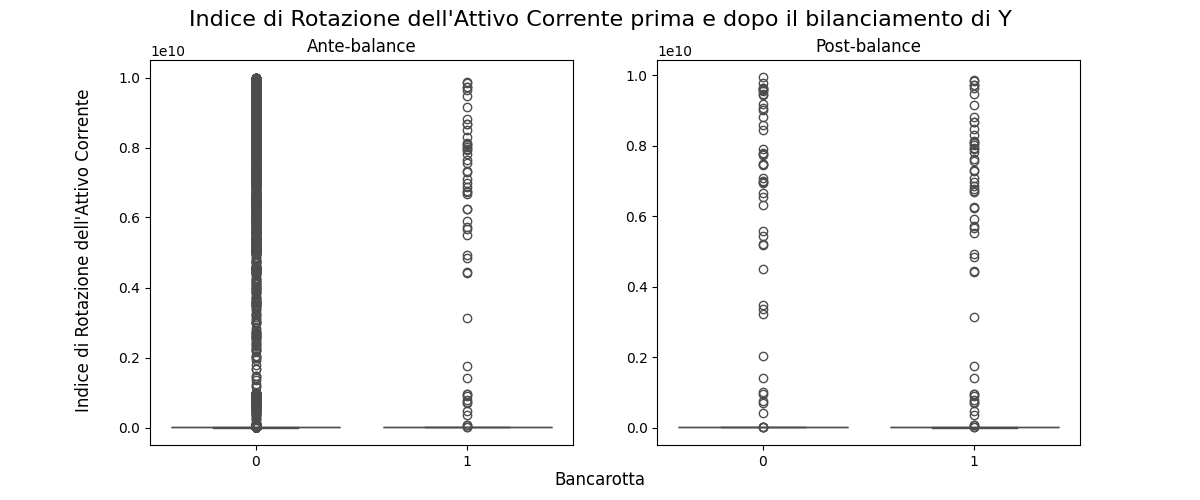 Indice di Rotazione dell'Attivo Corrente prima e dopo il bilanciamento di Y
Ante-balance
1e10
1.0
0.8
0.6
0.4
0.2
0.0
Indice di Rotazione dell'Attivo Corrente
0 1
Post-balance
1e10
1.0
0.8
0.6
0.4
0.2
0.0
0 1
Bancarotta